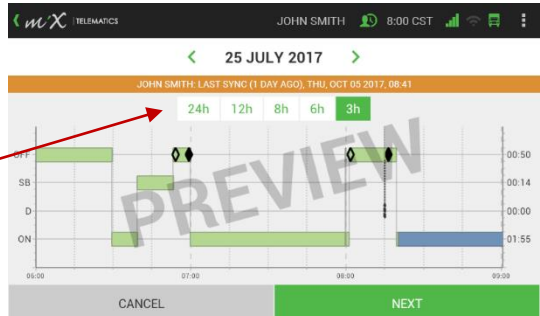 miX TELEMATICS JOHN SMITH 8:00 CST
25 JULY 2017
JOHN SMITH: LAST SYNC (1 DAY AGO), THU, OCT 05 2017, 08:41
24h 12h 8h 6h 3h
OFF 00:50
SB 00:14
D 00:00
ON 01:55
PREVIEW
06:00 07:00 08:00 09:00
CANCEL NEXT